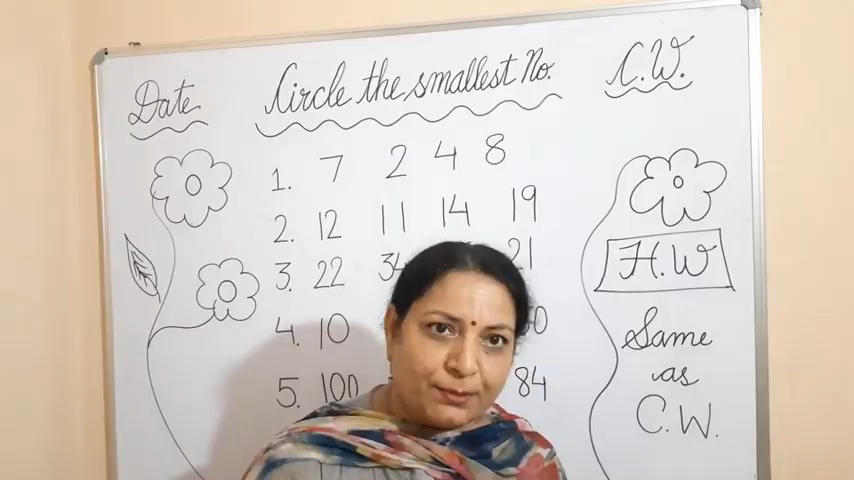 Date Circle the smallest No. C.W.
1. 7 2 4 8
2. 12 11 14 19
3. 22 21
4. 10
5. 100 84
H.W
Same
as
C.W.